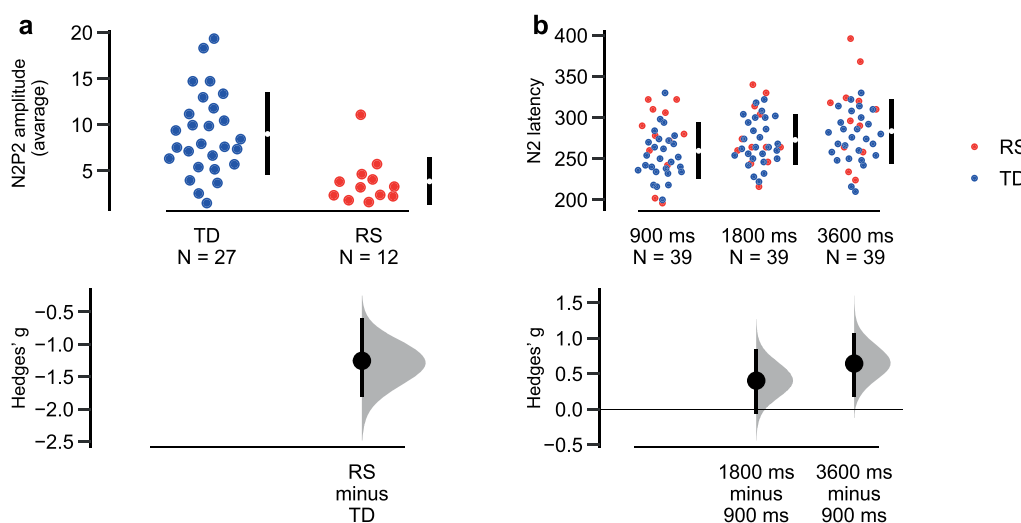 a
N2P2 amplitude
(avarage)
20
15
10
5
TD
N = 27
RS
N = 12
Hedges' g
−0.5
−1.0
−1.5
−2.0
−2.5
RS
minus
TD
b
N2 latency
400
350
300
250
200
900 ms
N = 39
1800 ms
N = 39
3600 ms
N = 39
RS
TD
Hedges' g
1.5
1.0
0.5
0.0
−0.5
1800 ms
minus
900 ms
3600 ms
minus
900 ms